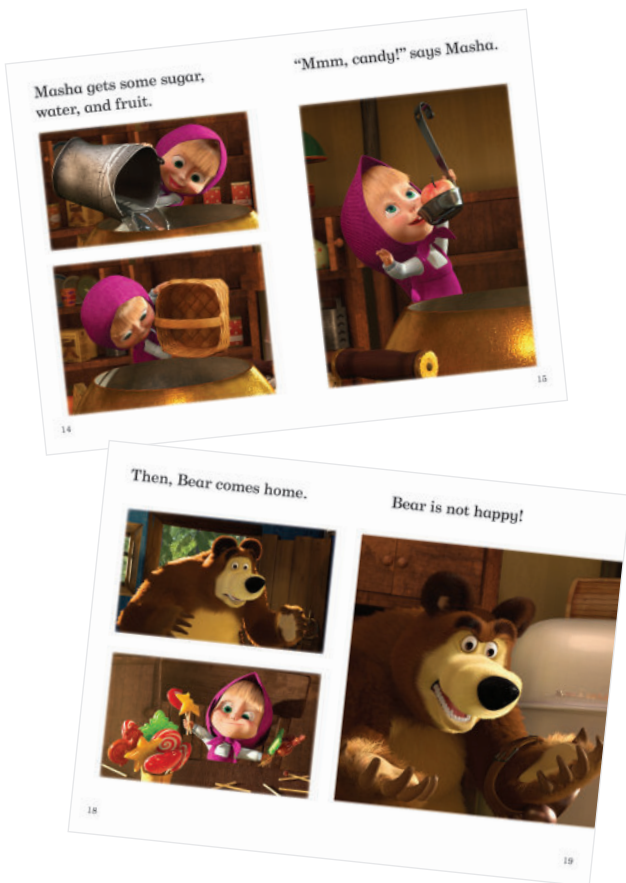 Masha gets some sugar,
water, and fruit.
14
“Mmm, candy!” says Masha.
15
Then, Bear comes home.
18
Bear is not happy!
19